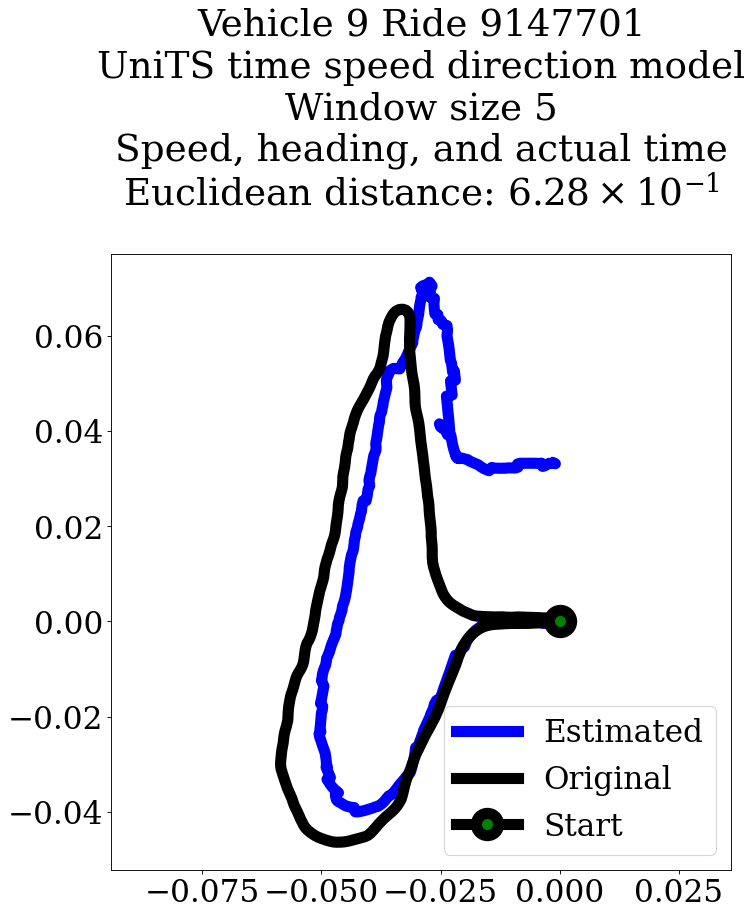 Vehicle 9 Ride 9147701
UniTS time speed direction model
Window size 5
Speed, heading, and actual time
Euclidean distance: 6.28 × 10⁻¹
0.06
0.04
0.02
0.00
−0.02
−0.04
Estimated
Original
Start
−0.075 −0.050 −0.025 0.000 0.025